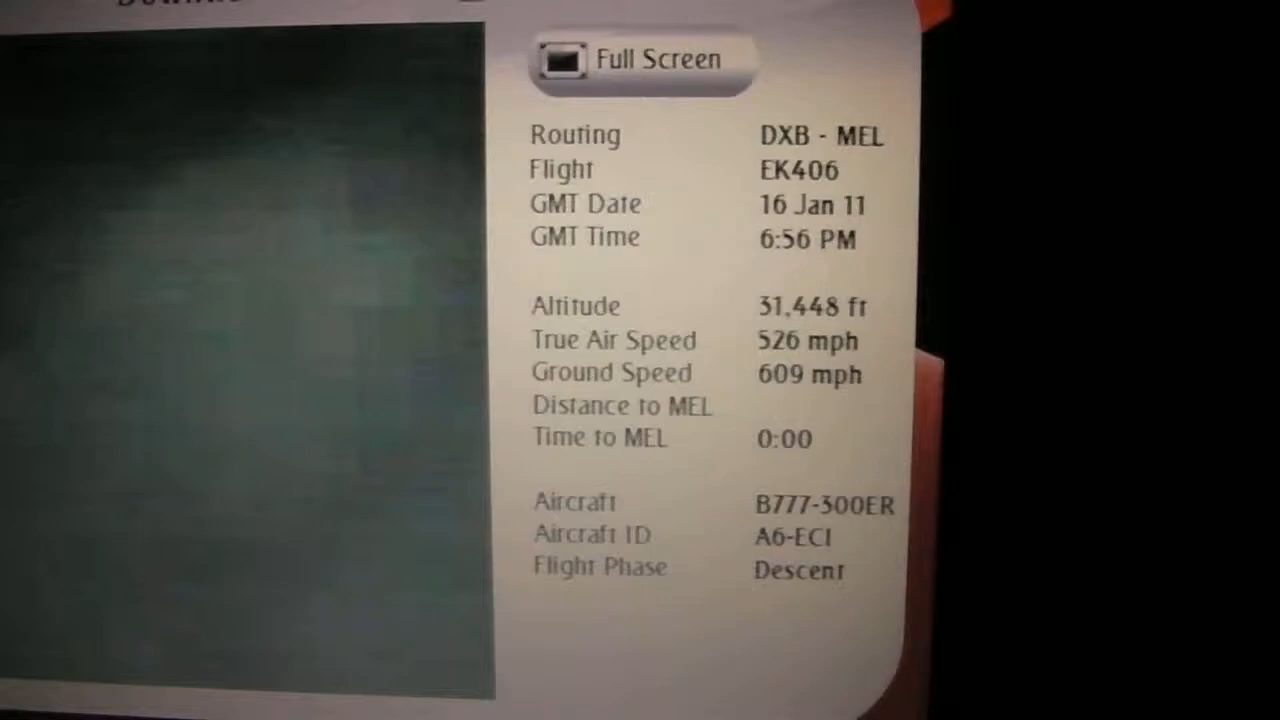 Full Screen
Routing DXB - MEL
Flight EK406
GMT Date 16 Jan 11
GMT Time 6:56 PM
Altitude 31,448 ft
True Air Speed 526 mph
Ground Speed 609 mph
Distance to MEL
Time to MEL 0:00
Aircraft B777-300ER
Aircraft ID A6-ECI
Flight Phase Descent